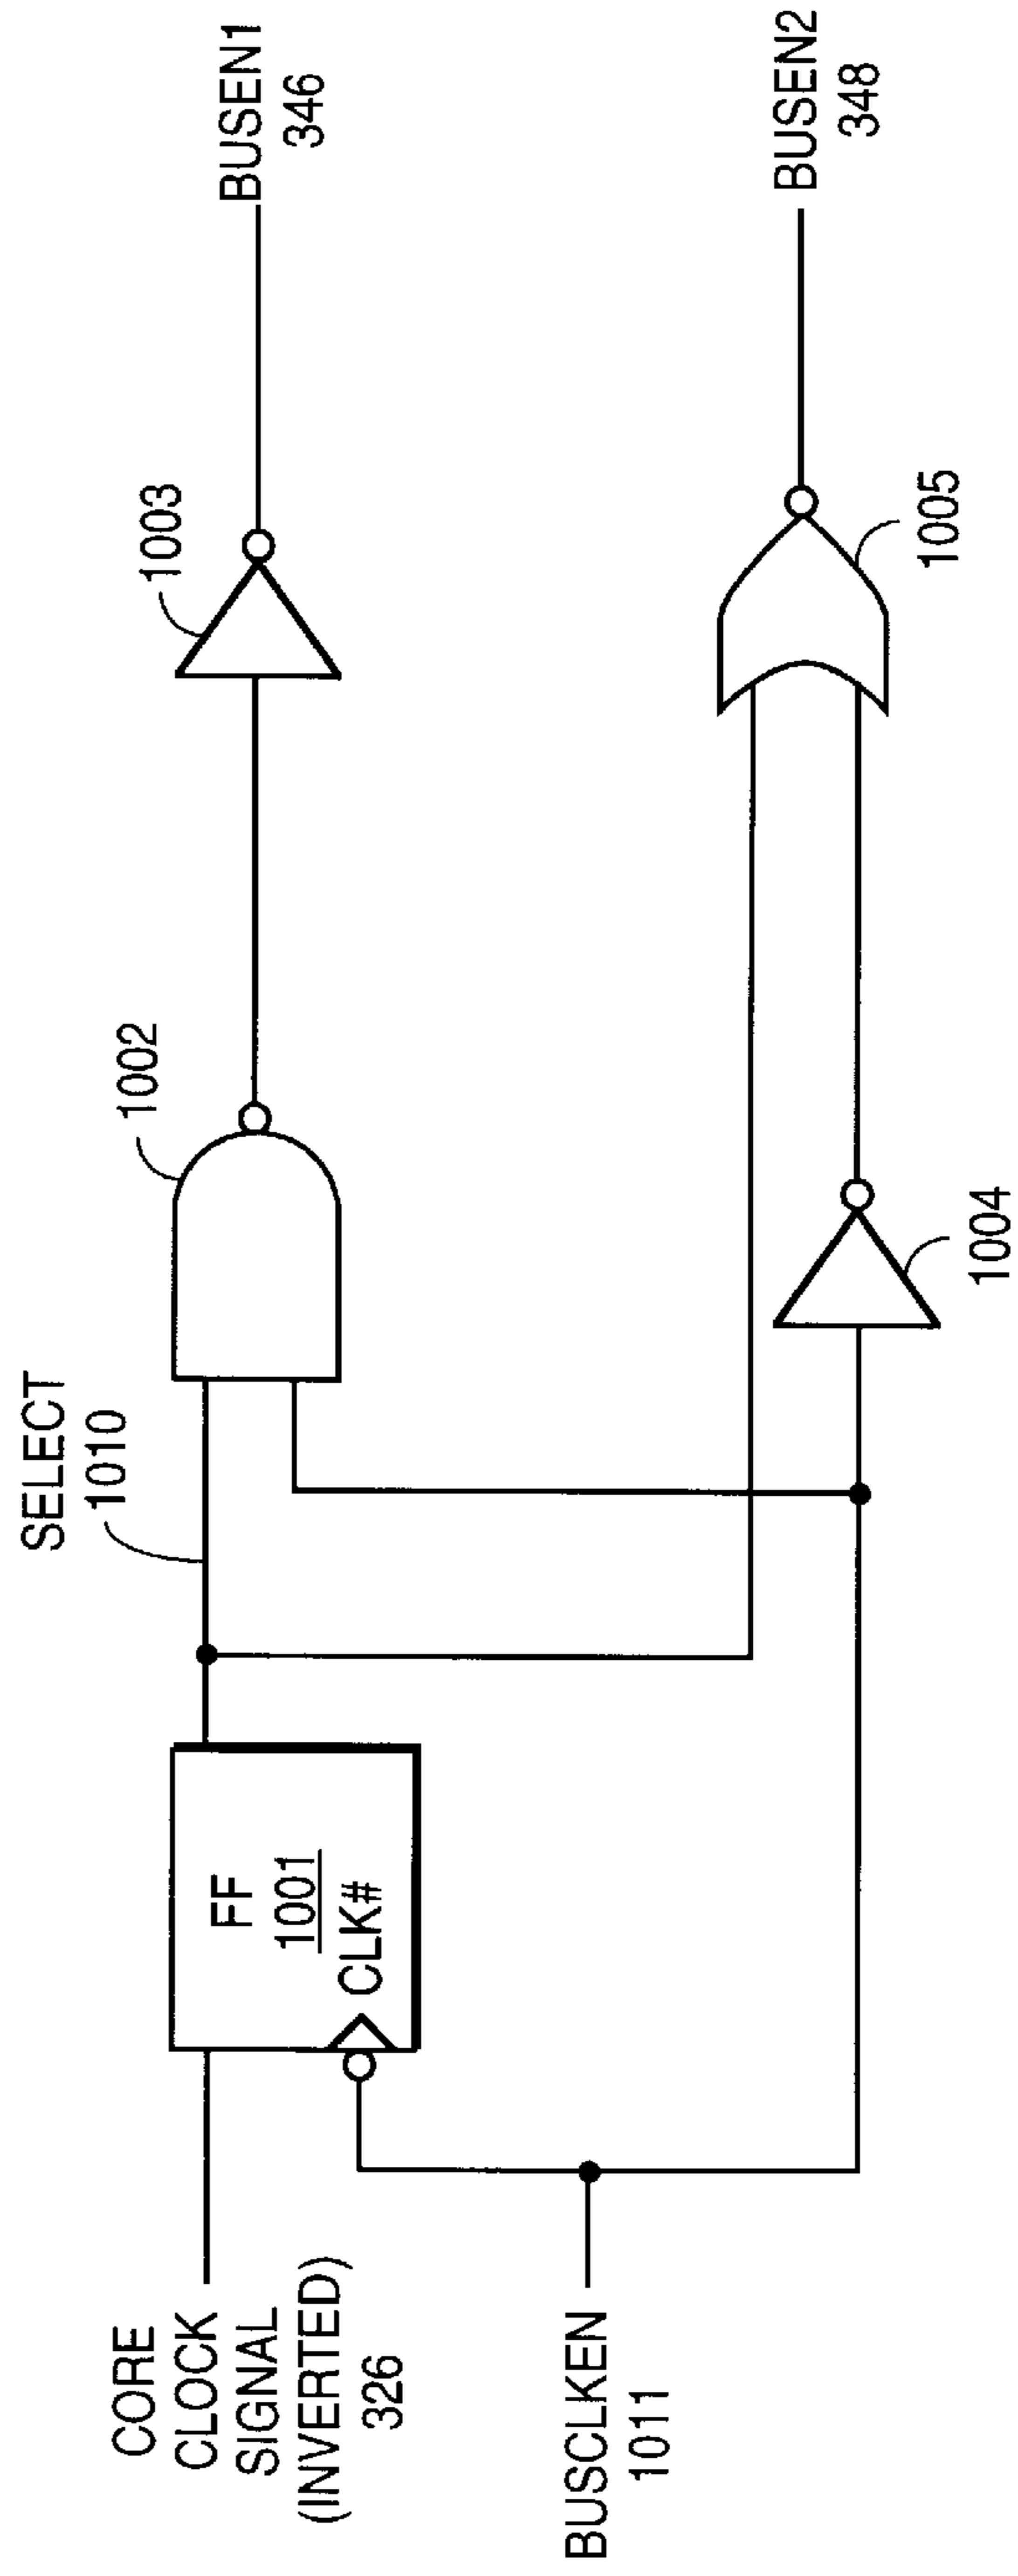 CORE
CLOCK
SIGNAL
(INVERTED)
326
BUSCLKEN
1011
FF
1001
CLK#
SELECT
1010
1002
1003
1004
1005
BUSEN1
346
BUSEN2
348